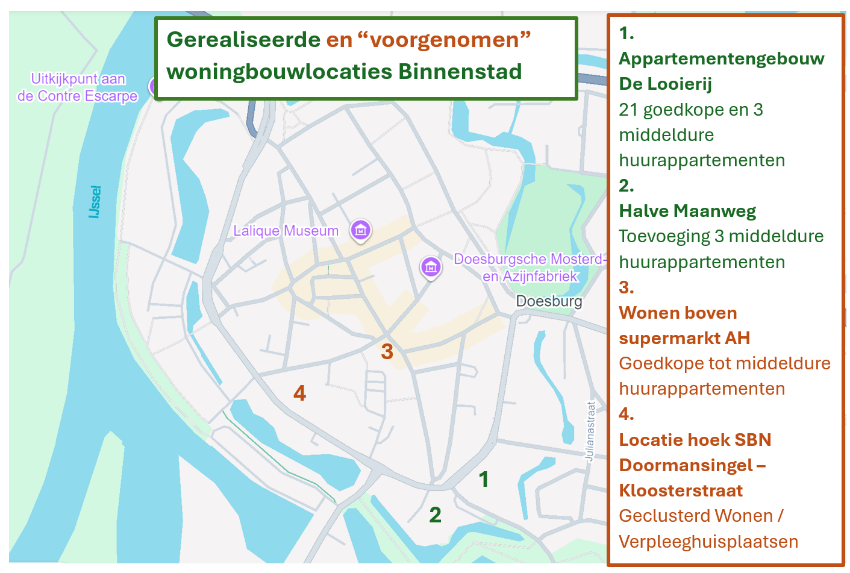 Gerealiseerde en “voorgenomen”
woningbouwlocaties Binnenstad
Uitkijkpunt aan
de Contre Escarpe
IJssel
Lalique Museum
Doesburgsche Mosterd-
en Azijnfabriek
Doesburg
Julianastraat
3
4
1
2
1.
Appartementengebouw
De Looierij
21 goedkope en 3
middeldure
huurappartementen
2.
Halve Maanweg
Toevoeging 3 middeldure
huurappartementen
3.
Wonen boven
supermarkt AH
Goedkope tot middeldure
huurappartementen
4.
Locatie hoek SBN
Doormansingel –
Kloosterstraat
Geclusterd Wonen /
Verpleeghuisplaatsen